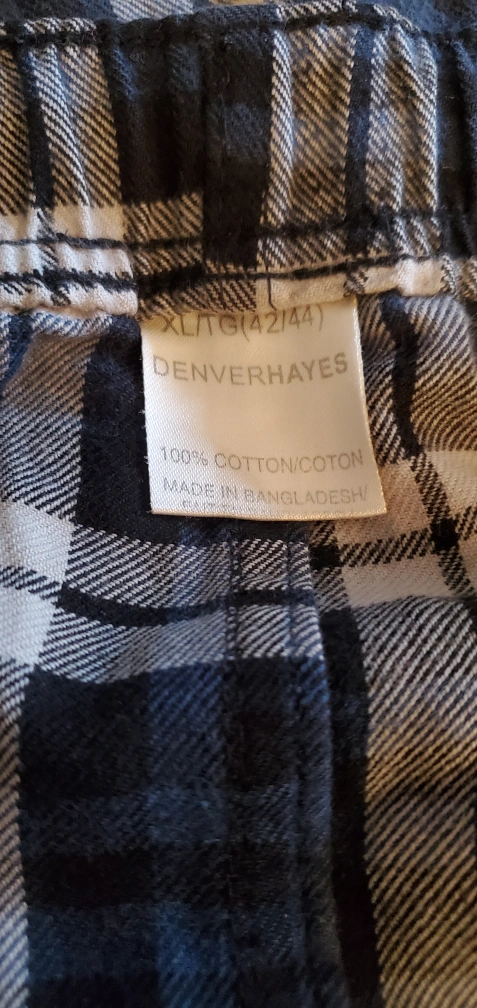 XL/TG(42/44)
DENVERHAYES
100% COTTON/COTON
MADE IN BANGLADESH/